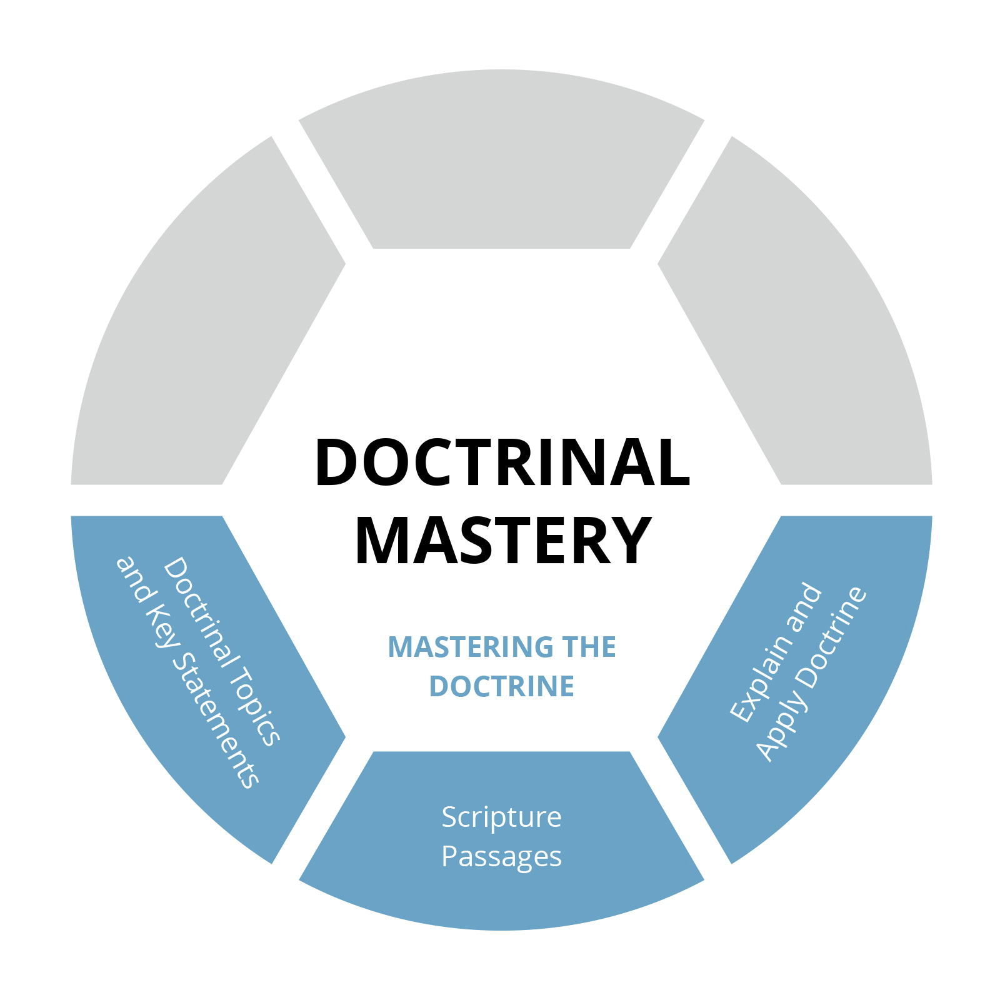 DOCTRINAL
MASTERY
MASTERING THE
DOCTRINE
Doctrinal Topics
and Key Statements
Scripture
Passages
Explain and
Apply Doctrine